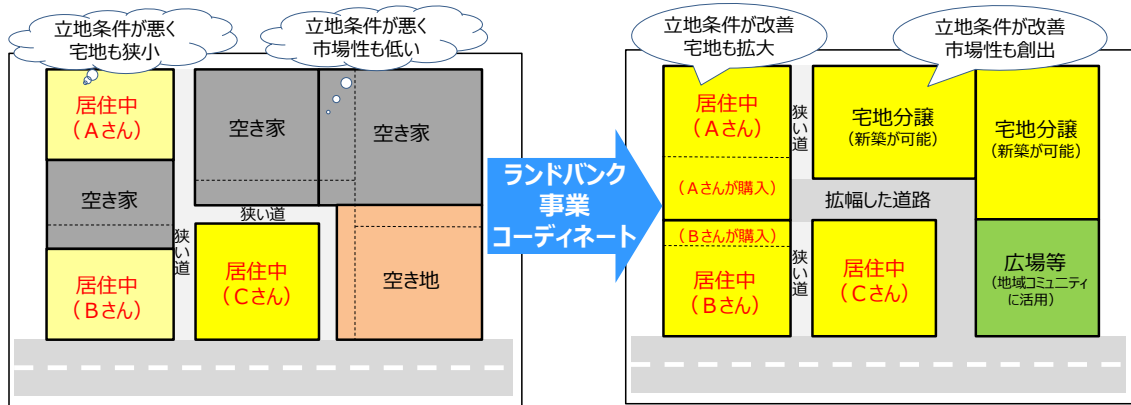 立地条件が悪く
宅地も狭小
立地条件が悪く
市場性も低い
居住中
（Aさん）
空き家
空き家
空き家
狭い道
狭い道
居住中
（Bさん）
居住中
（Cさん）
空き地
ランドバンク
事業
コーディネート
立地条件が改善
宅地も拡大
立地条件が改善
市場性も創出
居住中
（Aさん）
狭い道
宅地分譲
（新築が可能）
宅地分譲
（新築が可能）
（Aさんが購入）
拡幅した道路
（Bさんが購入）
居住中
（Bさん）
狭い道
居住中
（Cさん）
広場等
（地域コミュニティ
に活用）